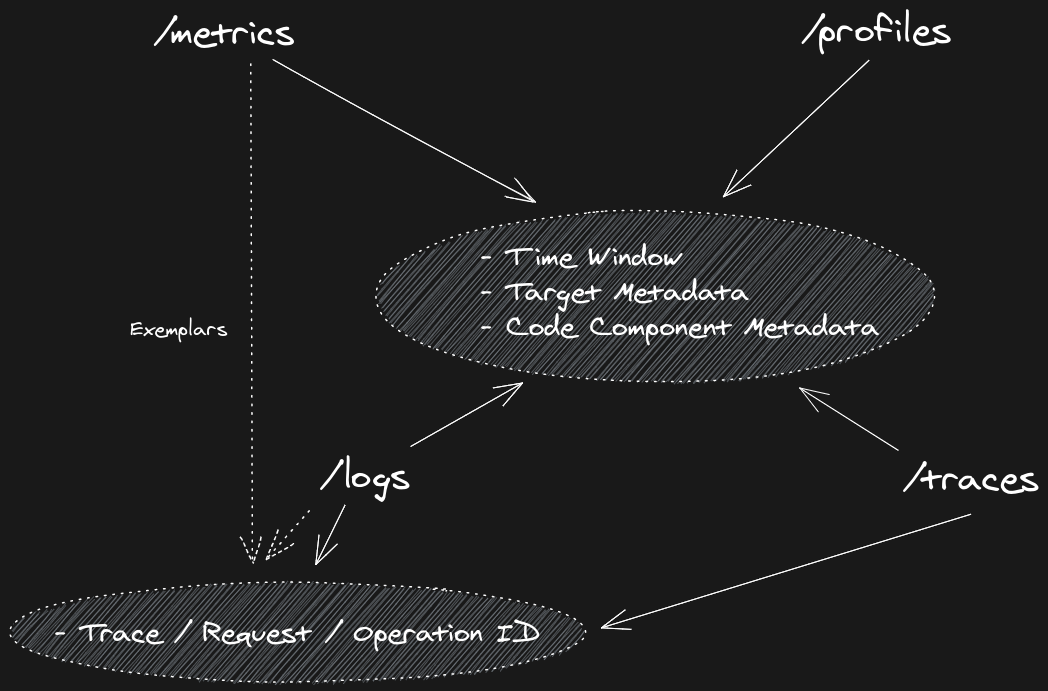 /metrics
/profiles
- Time Window
- Target Metadata
- Code Component Metadata
Exemplars
/logs
/traces
- Trace / Request / Operation ID